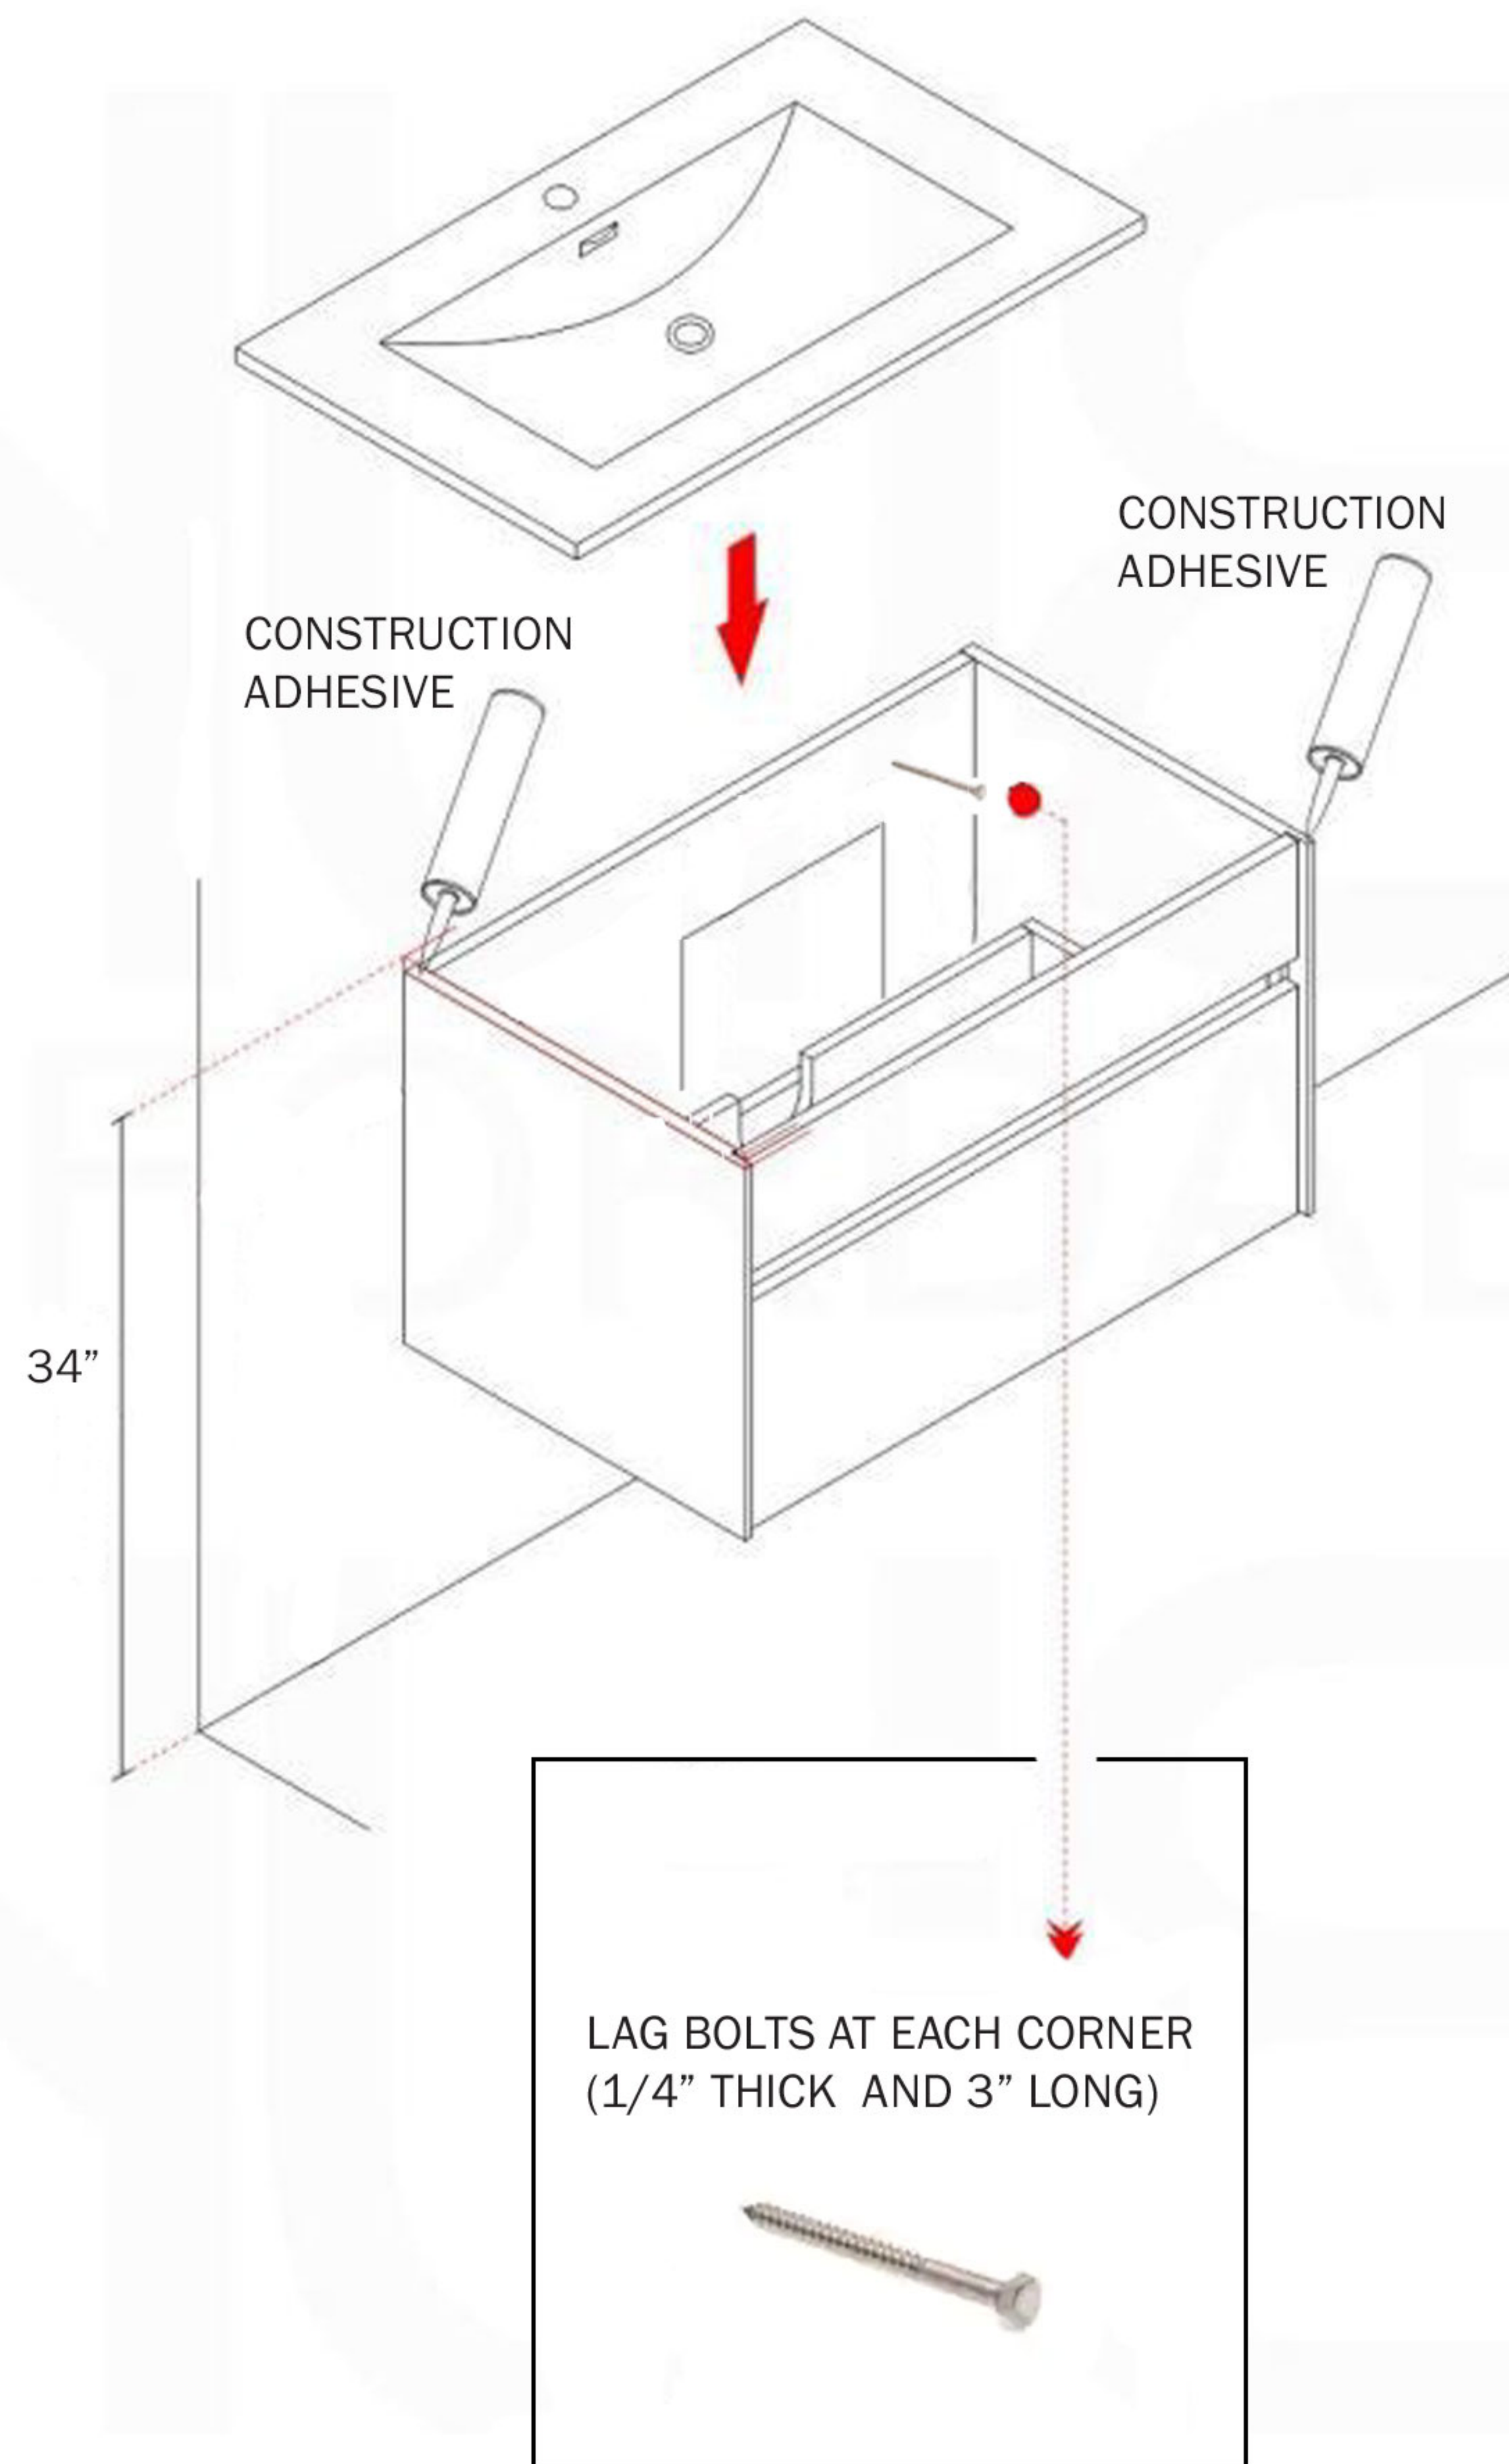 CONSTRUCTION
ADHESIVE
CONSTRUCTION
ADHESIVE
34”
LAG BOLTS AT EACH CORNER
(1/4” THICK  AND 3” LONG)